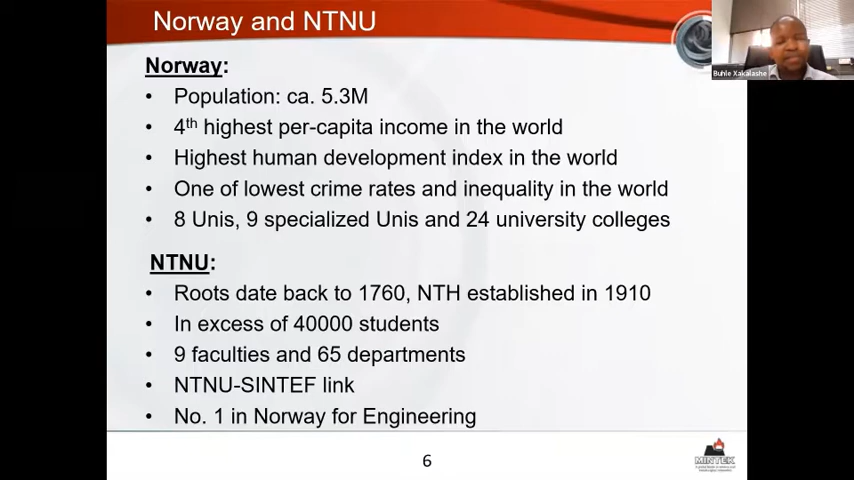 Norway and NTNU
Buhle Xakalashe
Norway:
• Population: ca. 5.3M
• 4th highest per-capita income in the world
• Highest human development index in the world
• One of lowest crime rates and inequality in the world
• 8 Unis, 9 specialized Unis and 24 university colleges
NTNU:
• Roots date back to 1760, NTH established in 1910
• In excess of 40000 students
• 9 faculties and 65 departments
• NTNU-SINTEF link
• No. 1 in Norway for Engineering
6
MINTEK